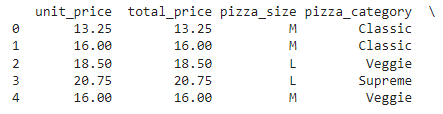 unit_price total_price pizza_size pizza_category \
0 13.25 13.25 M Classic
1 16.00 16.00 M Classic
2 18.50 18.50 L Veggie
3 20.75 20.75 L Supreme
4 16.00 16.00 M Veggie